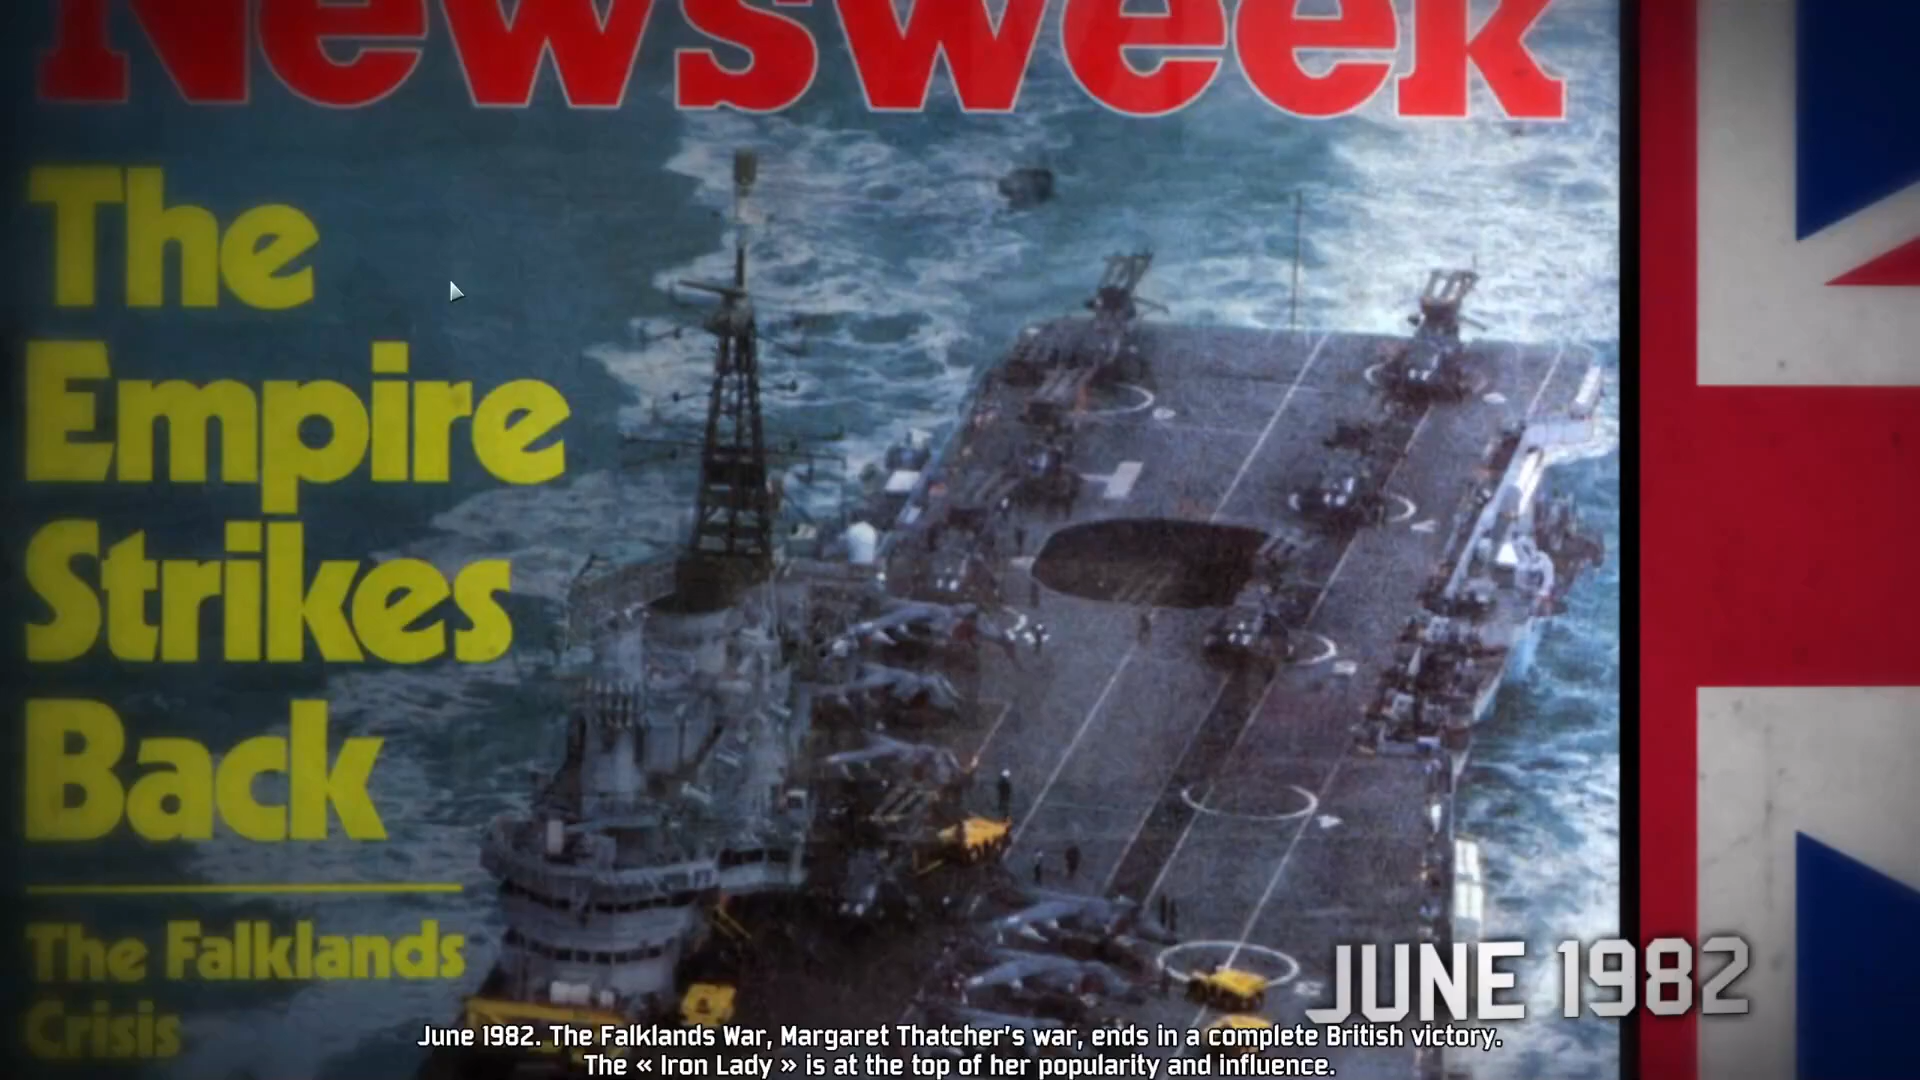 Newsweek
The
Empire
Strikes
Back
The Falklands
Crisis
JUNE 1982
June 1982. The Falklands War, Margaret Thatcher's war, ends in a complete British victory.
The « Iron Lady » is at the top of her popularity and influence.